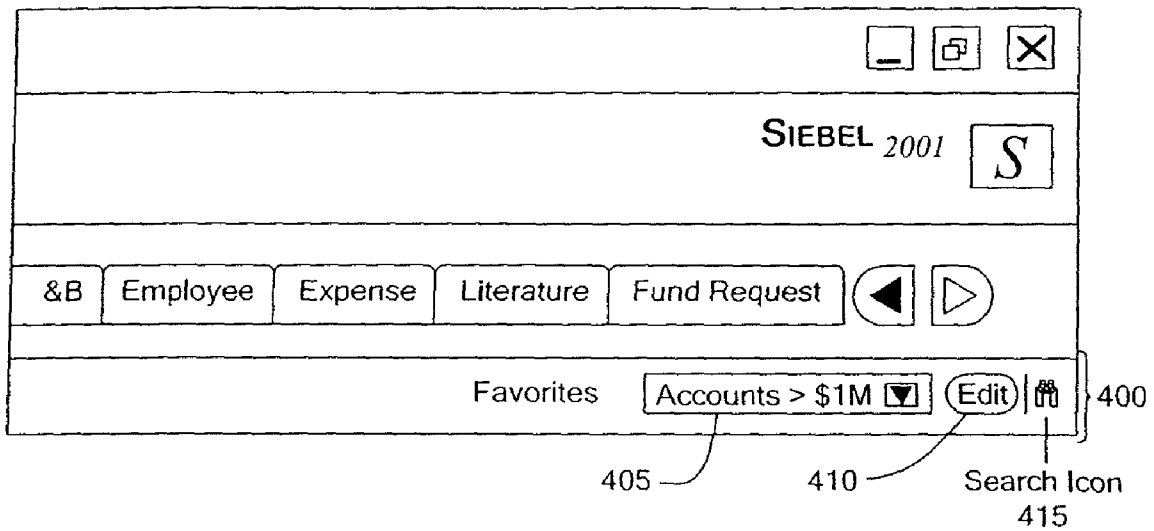 SIEBEL 2001 S
&B Employee Expense Literature Fund Request
Favorites Accounts > $1M Edit 400
405 410 Search Icon
415